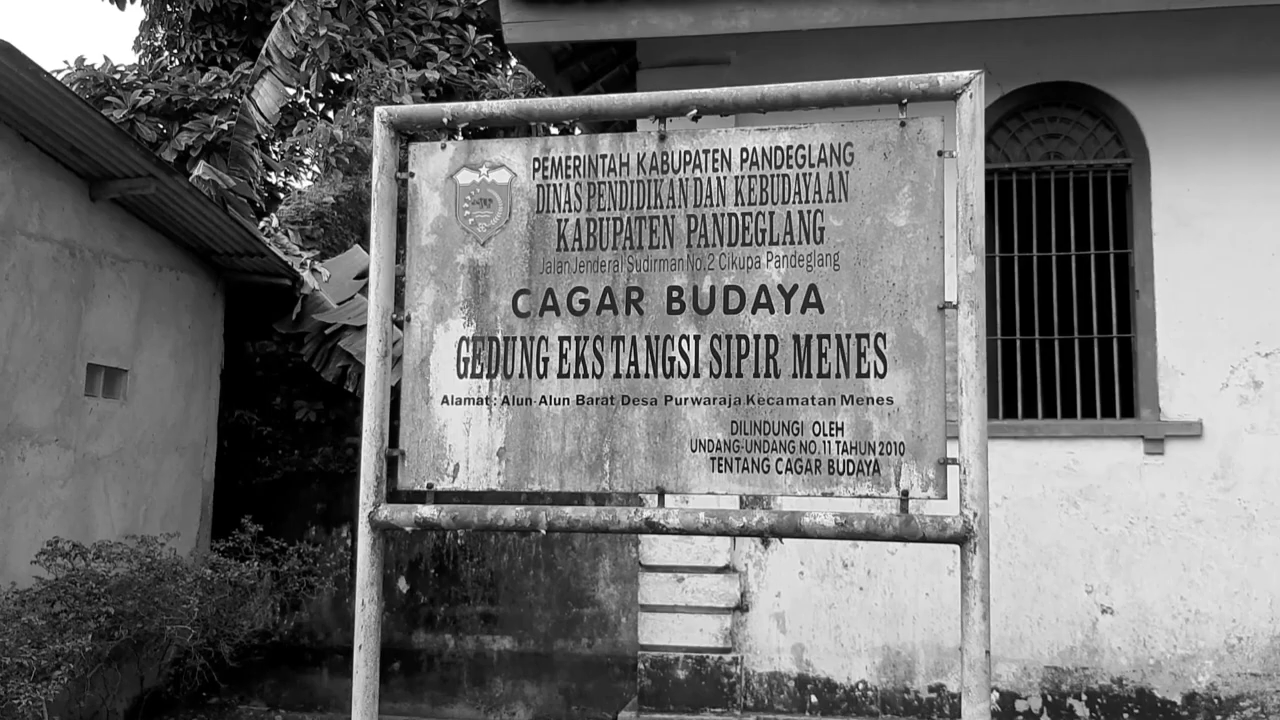 PEMERINTAH KABUPATEN PANDEGLANG
DINAS PENDIDIKAN DAN KEBUDAYAAN
KABUPATEN PANDEGLANG
Jalan Jenderal Sudirman No. 2 Cikupa Pandeglang
CAGAR BUDAYA
GEDUNG EKS TANGSI SIPIR MENES
Alamat : Alun-Alun Barat Desa Purwaraja Kecamatan Menes
DILINDUNGI OLEH
UNDANG-UNDANG NO. 11 TAHUN 2010
TENTANG CAGAR BUDAYA